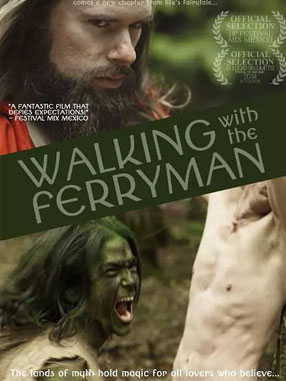 comes a new chapter from life's fairytale...
OFFICIAL
SELECTION
FESTIVAL MIX MEXICO
OFFICIAL
SELECTION
"A FANTASTIC FILM THAT
DEFIES EXPECTATIONS"
- FESTIVAL MIX MEXICO
WALKING with
the
FERRYMAN
The lands of myth hold magic for all lovers who believe...